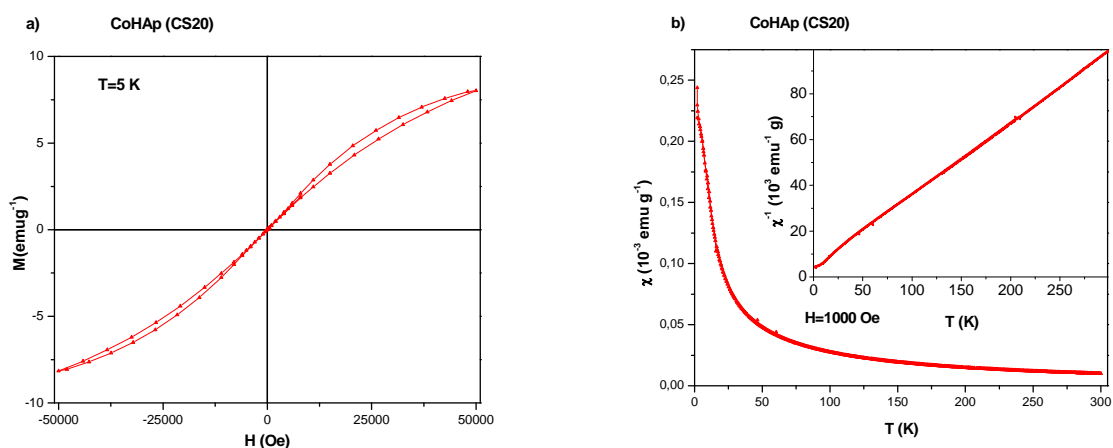 a) CoHAp (CS20)
T=5 K
10
5
0
-5
-10
M(emug⁻¹)
-50000 -25000 0 25000 50000
H (Oe)
b) CoHAp (CS20)
0,25
0,20
0,15
0,10
0,05
0,00
χ (10⁻³ emu g⁻¹)
0 50 100 150 200 250 300
T (K)
80
60
40
20
0
χ⁻¹ (10³ emu⁻¹ g)
0 50 100 150 200 250
H=1000 Oe T (K)